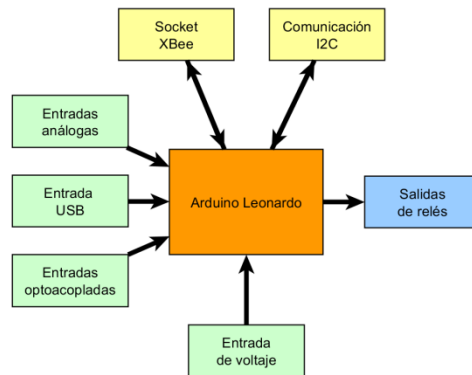 Socket
XBee
Comunicación
I2C
Entradas
análogas
Entrada
USB
Arduino Leonardo
Salidas
de relés
Entradas
optoacopladas
Entrada
de voltaje